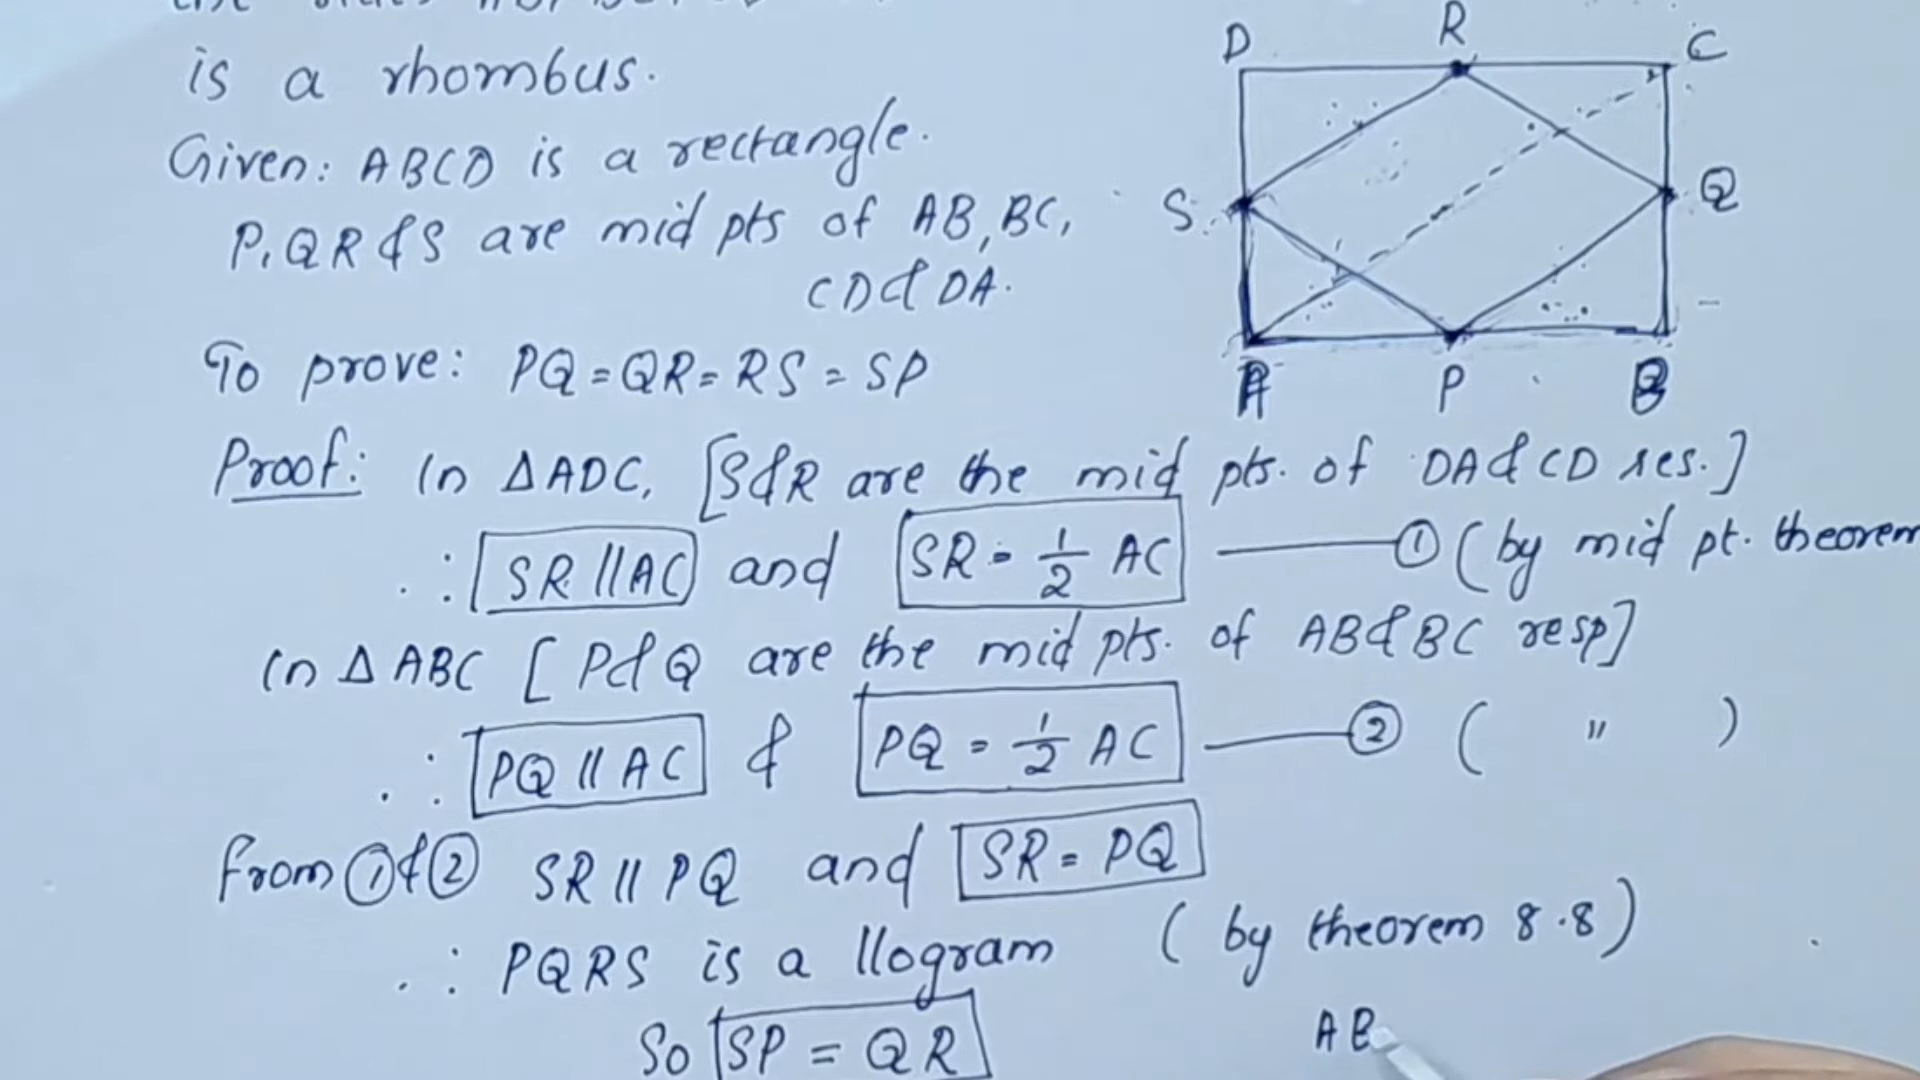 is a rhombus.
Given: ABCD is a rectangle.
P, Q R & S are mid pts of AB, BC,
CD & DA.
To prove: PQ = QR = RS = SP
Proof: In △ADC, [S & R are the mid pts. of DA & CD res.]
∴ SR || AC and SR = 1/2 AC —— ① (by mid pt. theorem
In △ ABC [P & Q are the mid pts. of AB & BC resp]
∴ PQ || AC & PQ = 1/2 AC —— ② ( " )
From ① & ② SR || PQ and SR = PQ
∴ PQRS is a llogram (by theorem 8.8)
So SP = QR
AB
D R C
S Q
A P B